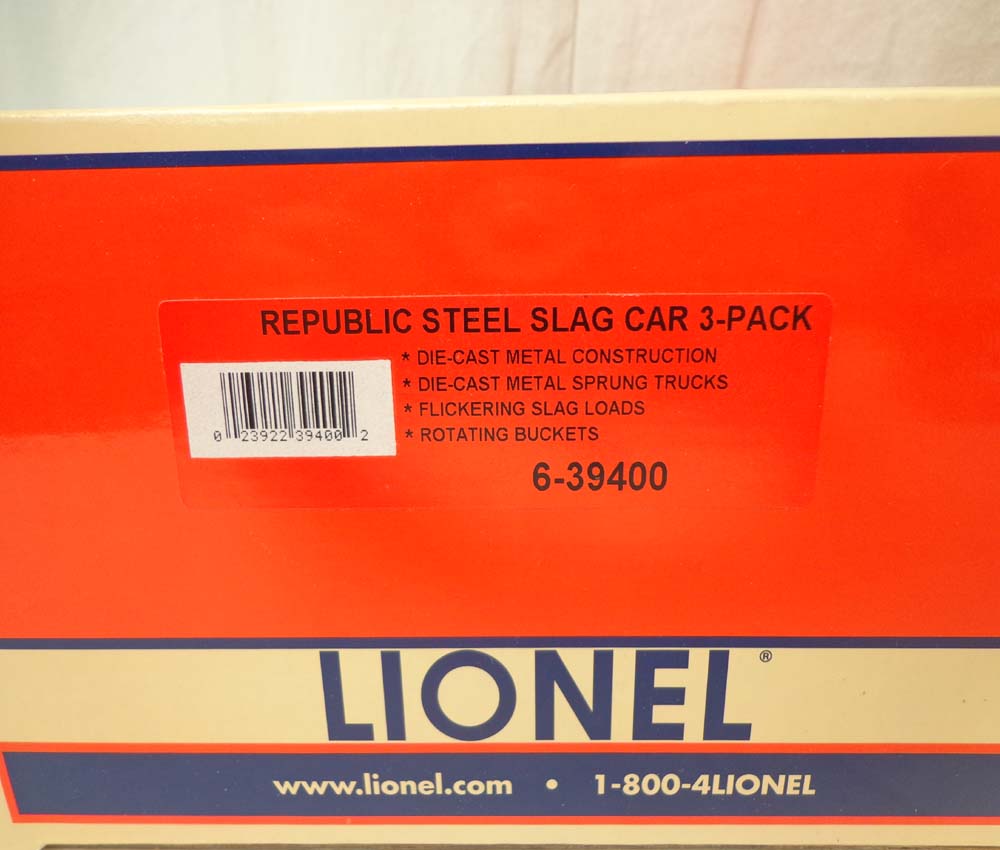 REPUBLIC STEEL SLAG CAR 3-PACK
* DIE-CAST METAL CONSTRUCTION
* DIE-CAST METAL SPRUNG TRUCKS
* FLICKERING SLAG LOADS
* ROTATING BUCKETS
0 23922 39400 2
6-39400
LIONEL®
www.lionel.com • 1-800-4LIONEL